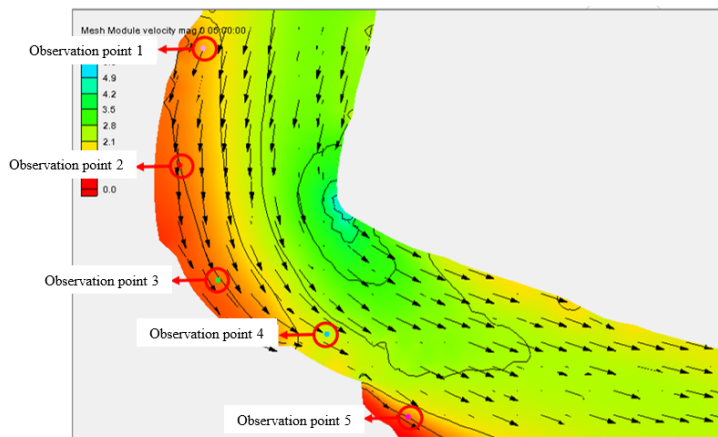 Mesh Module velocity mag 0 05:00:00
Observation point 1
4.9
4.2
3.5
2.8
2.1
Observation point 2
0.0
Observation point 3
Observation point 4
Observation point 5